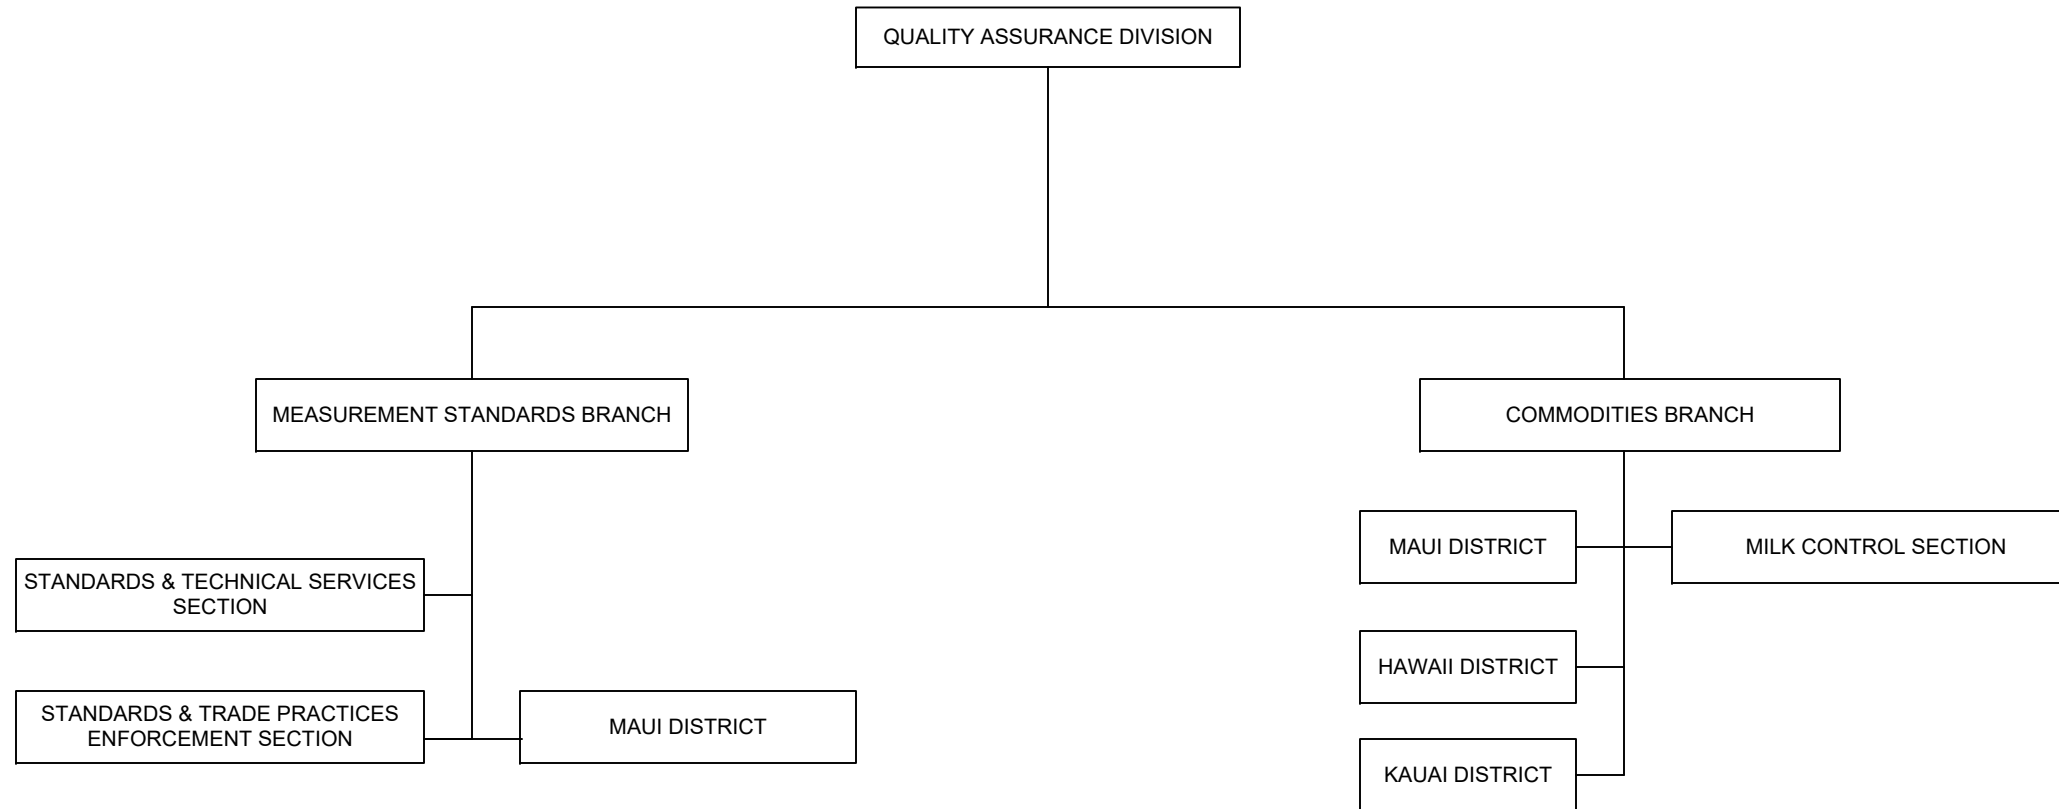 QUALITY ASSURANCE DIVISION
MEASUREMENT STANDARDS BRANCH
COMMODITIES BRANCH
MAUI DISTRICT
MILK CONTROL SECTION
STANDARDS & TECHNICAL SERVICES
SECTION
HAWAII DISTRICT
STANDARDS & TRADE PRACTICES
ENFORCEMENT SECTION
MAUI DISTRICT
KAUAI DISTRICT